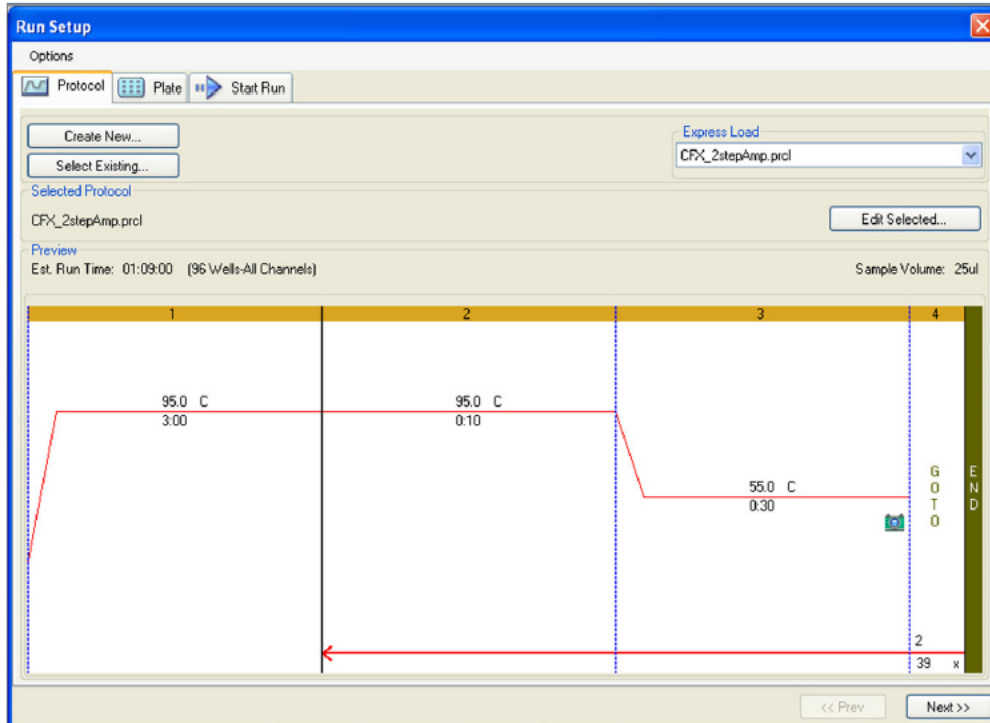 Run Setup
Options
Protocol Plate Start Run
Create New...
Select Existing...
Express Load
CFX_2stepAmp.prcl
Selected Protocol
CFX_2stepAmp.prcl
Edit Selected...
Preview
Est. Run Time: 01:09:00 (96 Wells-All Channels)
Sample Volume: 25ul
1 2 3 4
95.0 C
3:00
95.0 C
0:10
55.0 C
0:30
GOTO
END
2
39 x
<< Prev
Next >>